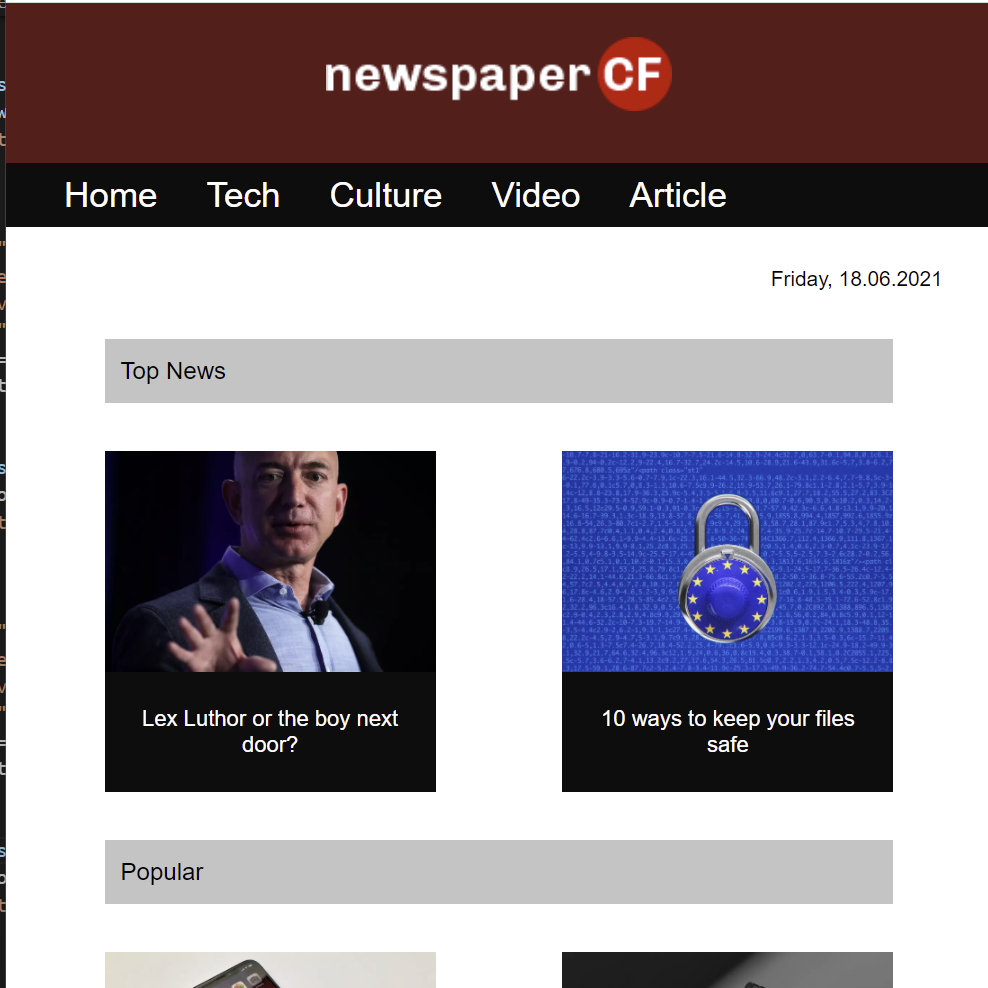 newspaper CF
Home Tech Culture Video Article
Friday, 18.06.2021
Top News
Lex Luthor or the boy next
door?
10 ways to keep your files
safe
Popular